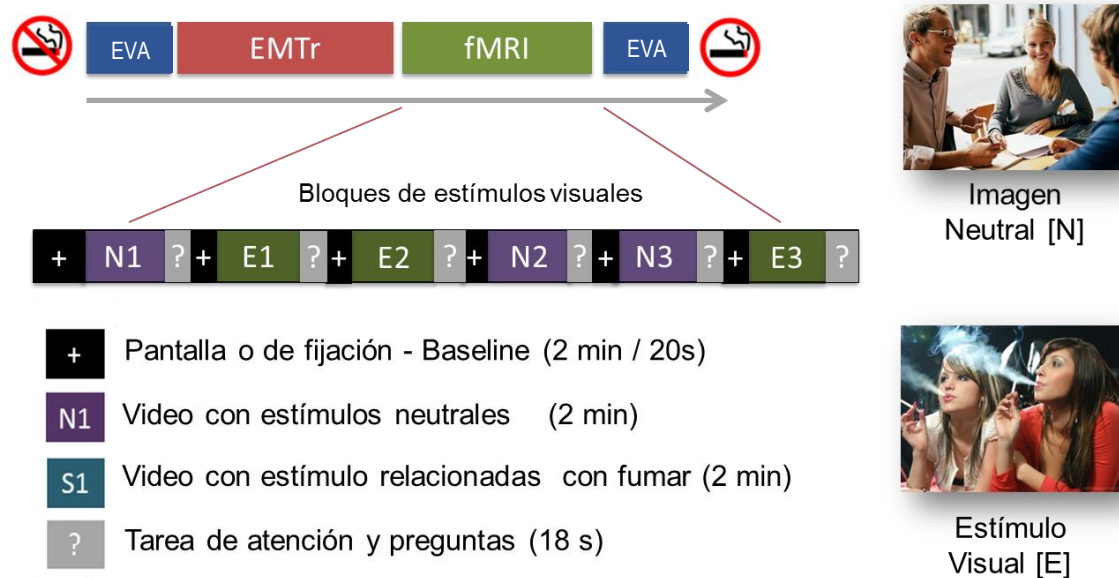 EVA EMTr fMRI EVA
Bloques de estímulos visuales
+ N1 ? + E1 ? + E2 ? + N2 ? + N3 ? + E3 ?
Imagen
Neutral [N]
+ Pantalla o de fijación - Baseline (2 min / 20s)
N1 Video con estímulos neutrales (2 min)
S1 Video con estímulo relacionadas con fumar (2 min)
? Tarea de atención y preguntas (18 s)
Estímulo
Visual [E]